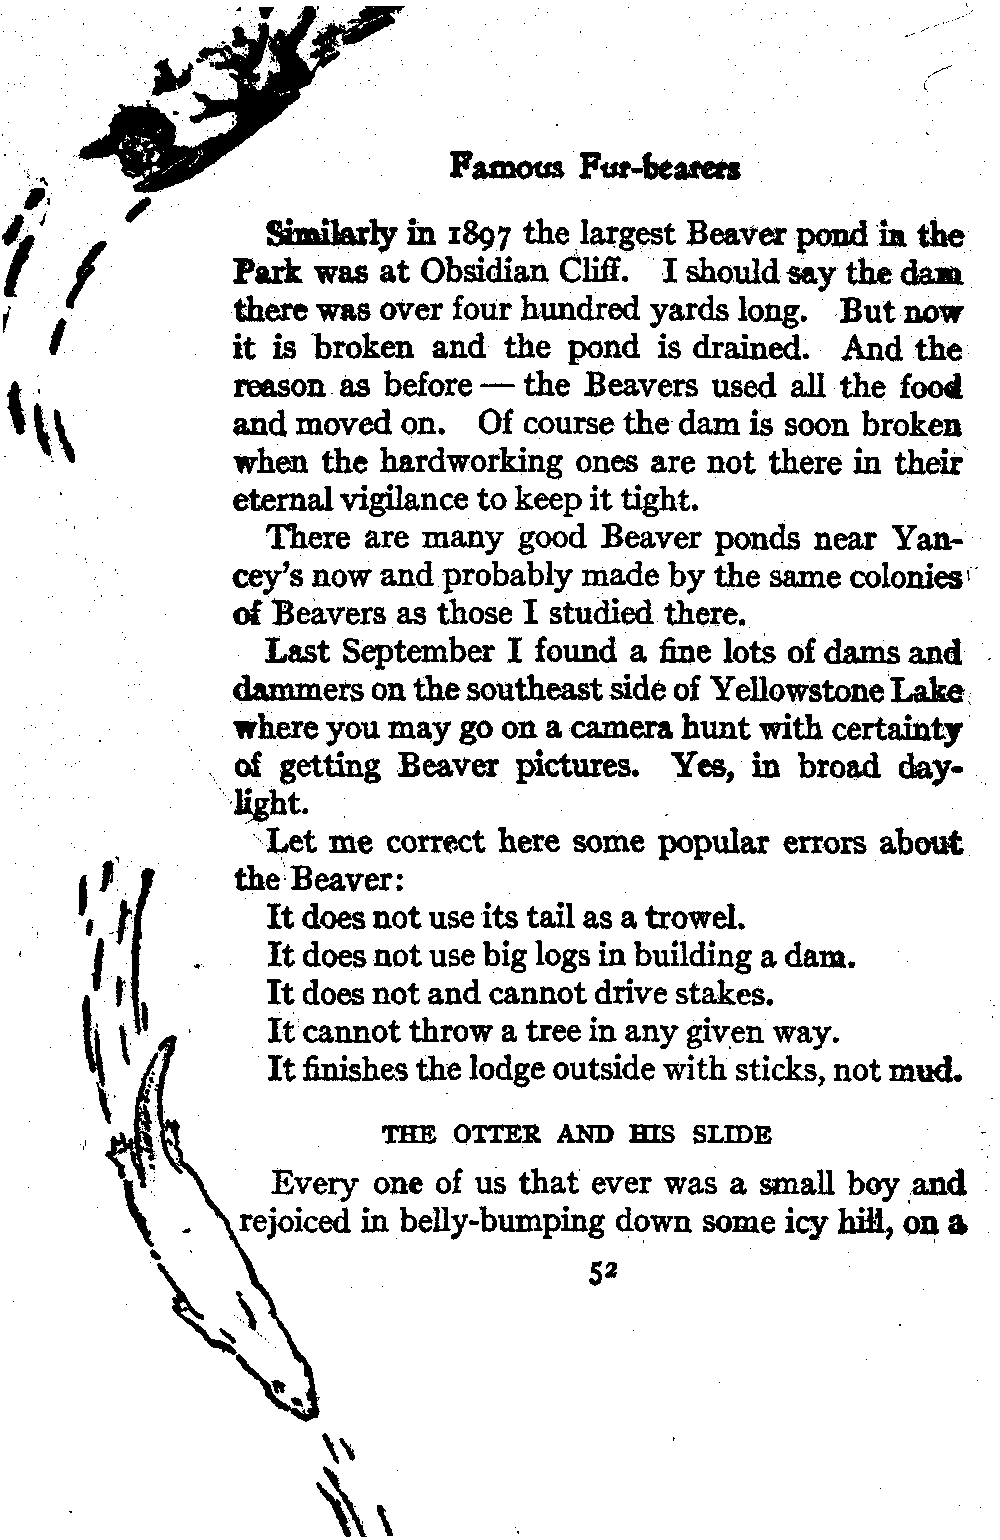 Famous Fur-bearers
Similarly in 1897 the largest Beaver pond in the
Park was at Obsidian Cliff. I should say the dam
there was over four hundred yards long. But now
it is broken and the pond is drained. And the
reason as before — the Beavers used all the food
and moved on. Of course the dam is soon broken
when the hardworking ones are not there in their
eternal vigilance to keep it tight.
There are many good Beaver ponds near Yan-
cey's now and probably made by the same colonies
of Beavers as those I studied there.
Last September I found a fine lots of dams and
dammers on the southeast side of Yellowstone Lake
where you may go on a camera hunt with certainty
of getting Beaver pictures. Yes, in broad day-
light.
Let me correct here some popular errors about
the Beaver:
It does not use its tail as a trowel.
It does not use big logs in building a dam.
It does not and cannot drive stakes.
It cannot throw a tree in any given way.
It finishes the lodge outside with sticks, not mud.
THE OTTER AND HIS SLIDE
Every one of us that ever was a small boy and
rejoiced in belly-bumping down some icy hill, on a
52